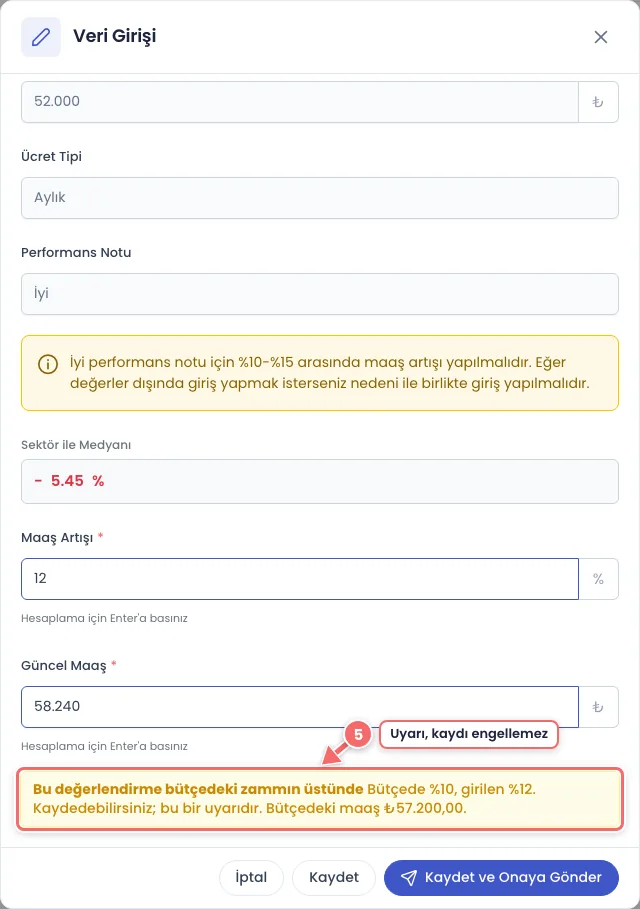 Veri Girişi
52.000 ₺
Ücret Tipi
Aylık
Performans Notu
İyi
İyi performans notu için %10-%15 arasında maaş artışı yapılmalıdır. Eğer
değerler dışında giriş yapmak isterseniz nedeni ile birlikte giriş yapılmalıdır.
Sektör ile Medyanı
- 5.45 %
Maaş Artışı *
12 %
Hesaplama için Enter'a basınız
Güncel Maaş *
58.240 ₺
5 Uyarı, kaydı engellemez
Hesaplama için Enter'a basınız
Bu değerlendirme bütçedeki zammın üstünde Bütçede %10, girilen %12.
Kaydedebilirsiniz; bu bir uyarıdır. Bütçedeki maaş ₺57.200,00.
İptal Kaydet Kaydet ve Onaya Gönder